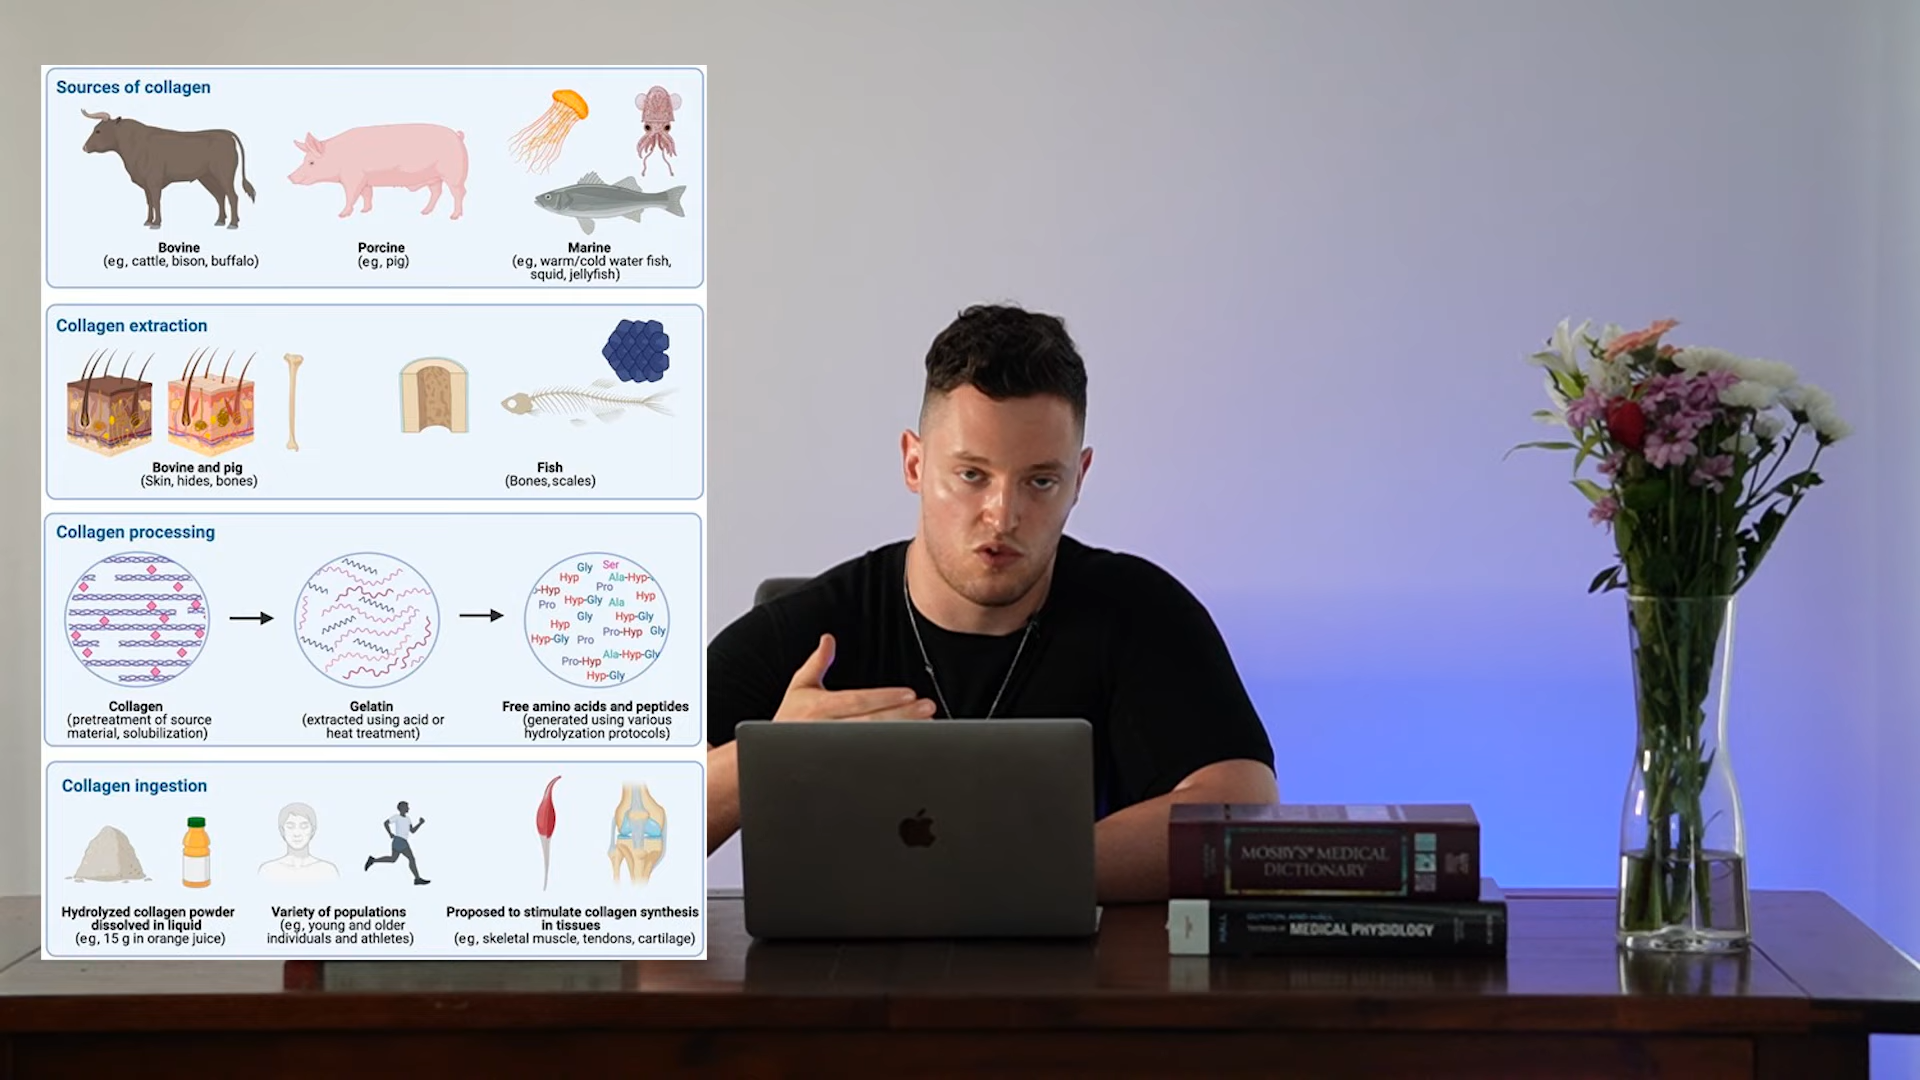 Sources of collagen
Bovine
(eg, cattle, bison, buffalo)
Porcine
(eg, pig)
Marine
(eg, warm/cold water fish,
squid, jellyfish)
Collagen extraction
Bovine and pig
(Skin, hides, bones)
Fish
(Bones, scales)
Collagen processing
Gly Ser
Hyp Ala-Hyp-
-Hyp Pro Hyp
Pro Hyp-Gly Ala
Gly Hyp-Gly
Hyp Pro-Hyp Gly
Hyp-Gly Pro
Ala-Hyp-Gly
Pro-Hyp
Hyp-Gly
Collagen
(pretreatment of source
material, solubilization)
Gelatin
(extracted using acid or
heat treatment)
Free amino acids and peptides
(generated using various
hydrolyzation protocols)
Collagen ingestion
Hydrolyzed collagen powder
dissolved in liquid
(eg, 15 g in orange juice)
Variety of populations
(eg, young and older
individuals and athletes)
Proposed to stimulate collagen synthesis
in tissues
(eg, skeletal muscle, tendons, cartilage)
MOSBY'S MEDICAL
DICTIONARY
HALL
GUYTON AND HALL
MEDICAL PHYSIOLOGY